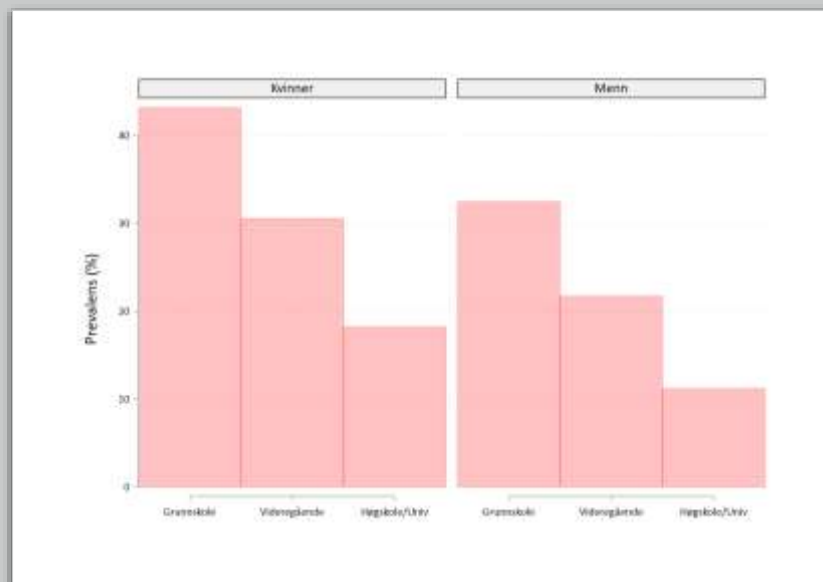 Kvinner
Menn
Prevalens (%)
40
30
20
10
0
Grunnskole Videregående Høgskole/Univ
Grunnskole Videregående Høgskole/Univ